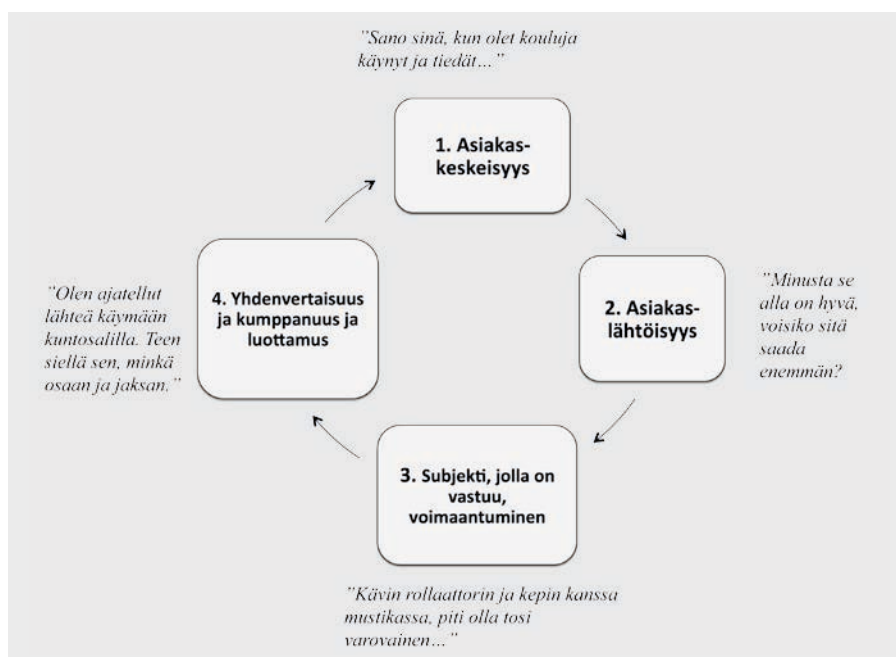 ”Sano sinä, kun olet kouluja
käynyt ja tiedät…”
1. Asiakas-
keskeisyys
2. Asiakas-
lähtöisyys
”Minusta se
alla on hyvä,
voisiko sitä
saada
enemmän?
3. Subjekti, jolla on
vastuu,
voimaantuminen
”Kävin rollaattorin ja kepin kanssa
mustikassa, piti olla tosi
varovainen…”
4. Yhdenvertaisuus
ja kumppanuus ja
luottamus
”Olen ajatellut
lähteä käymään
kuntosalilla. Teen
siellä sen, minkä
osaan ja jaksan.”